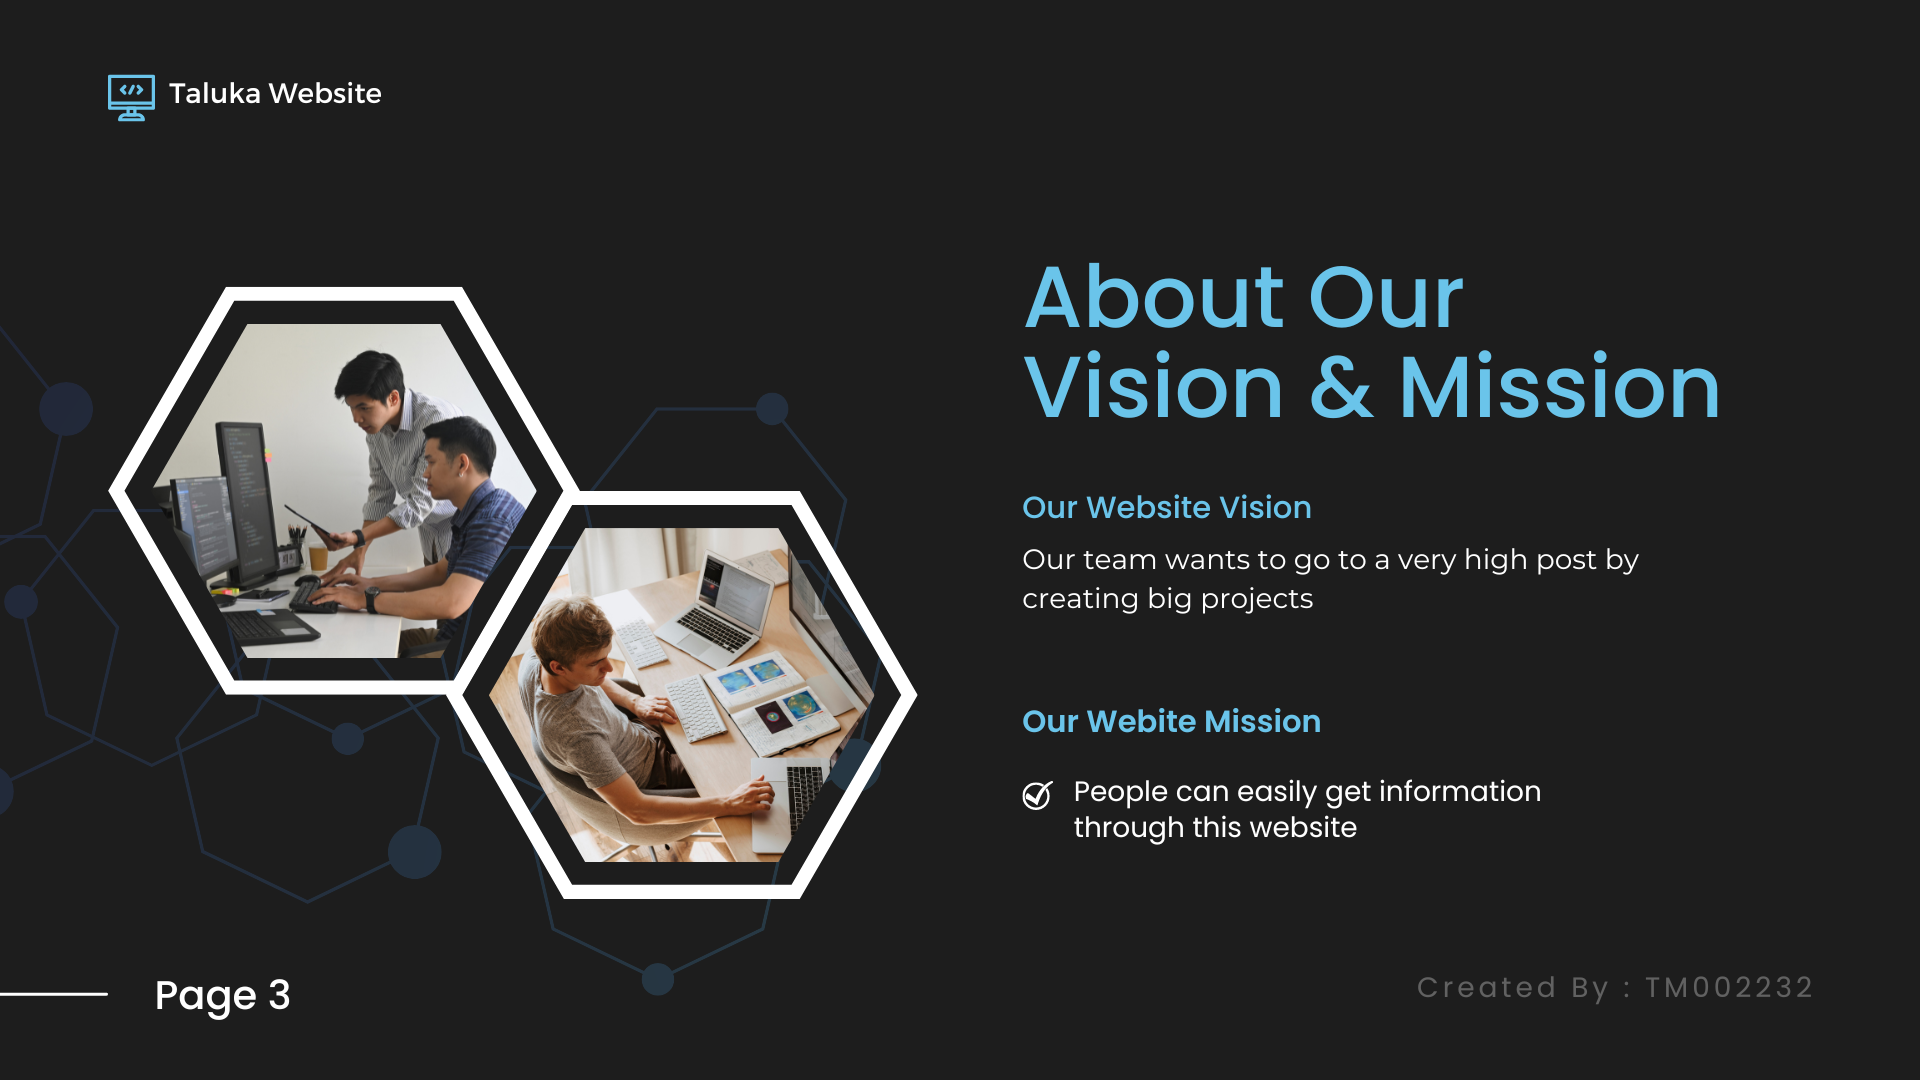 Taluka Website
About Our
Vision & Mission
Our Website Vision
Our team wants to go to a very high post by
creating big projects
Our Webite Mission
People can easily get information
through this website
Page 3
Created By : TM002232